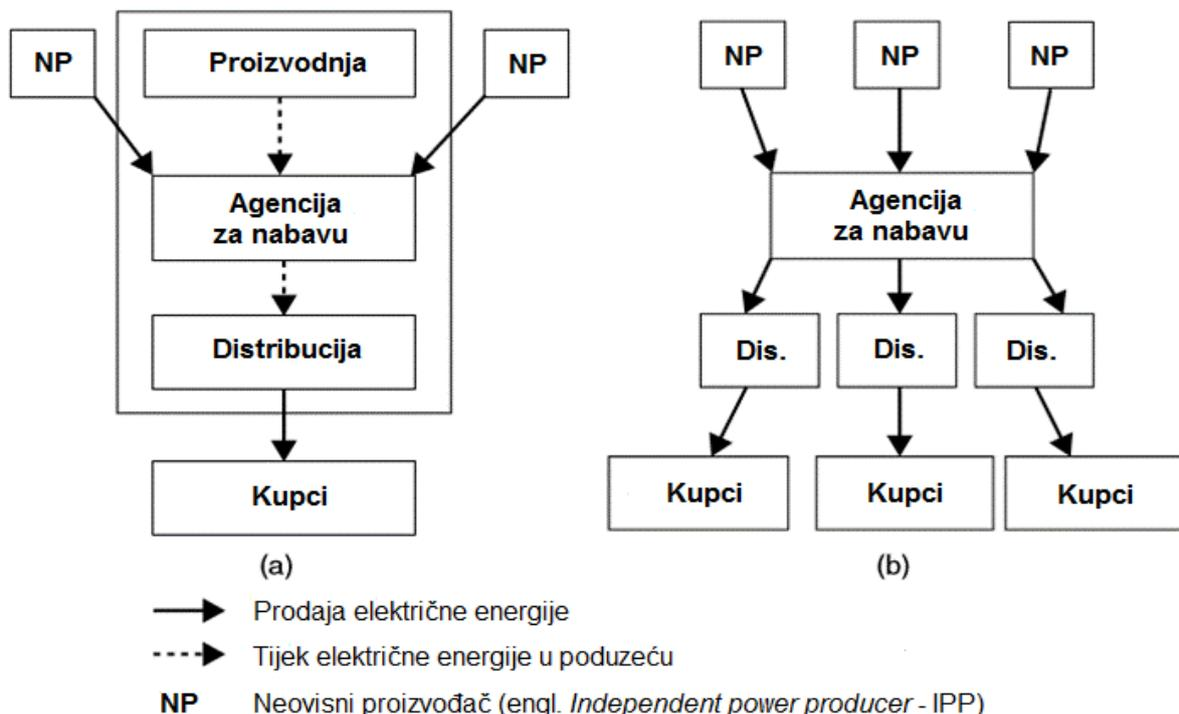 NP
Proizvodnja
NP
Agencija
za nabavu
Distribucija
Kupci
(a)
NP
NP
NP
Agencija
za nabavu
Dis.
Dis.
Dis.
Kupci
Kupci
Kupci
(b)
Prodaja električne energije
Tijek električne energije u poduzeću
NP Neovisni proizvođač (engl. Independent power producer - IPP)